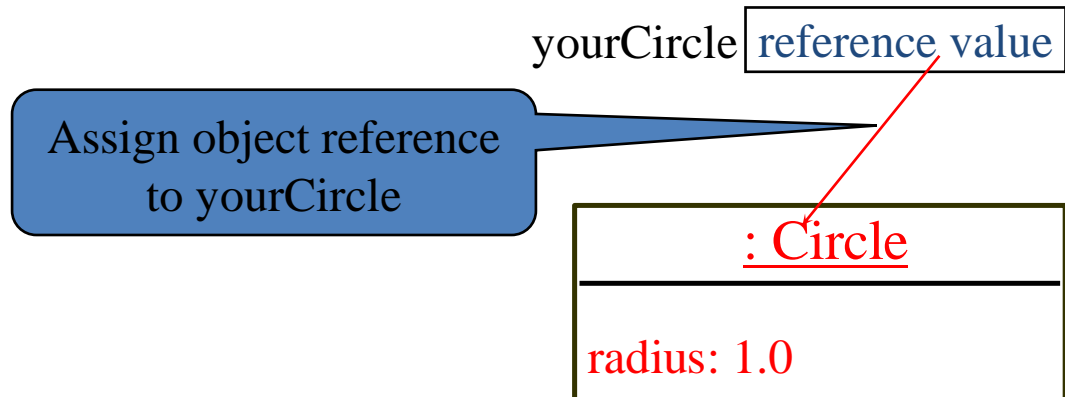 yourCircle reference value
Assign object reference
to yourCircle
: Circle
radius: 1.0